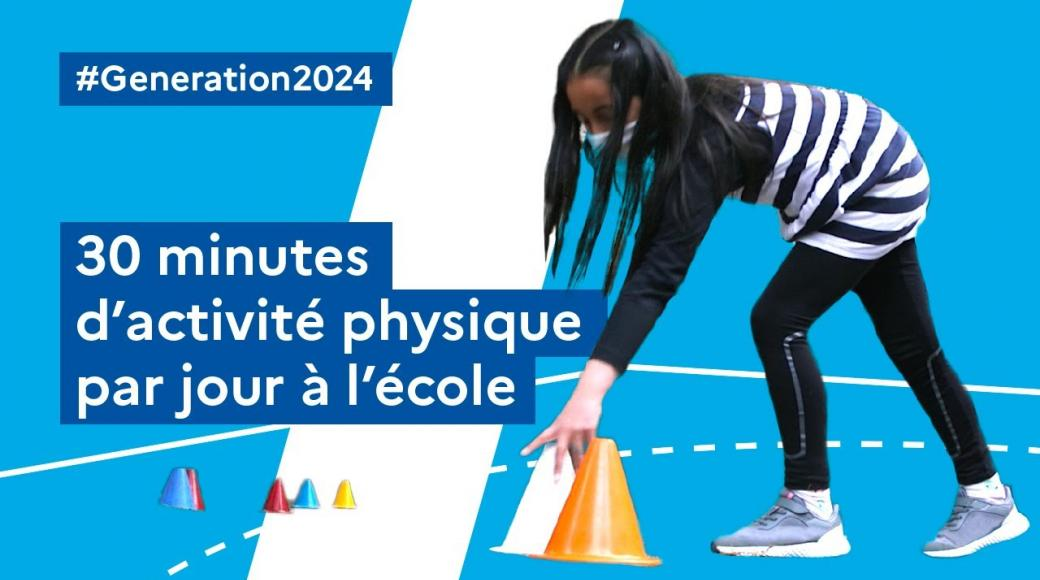 #Generation2024
30 minutes
d’activité physique
par jour à l’école